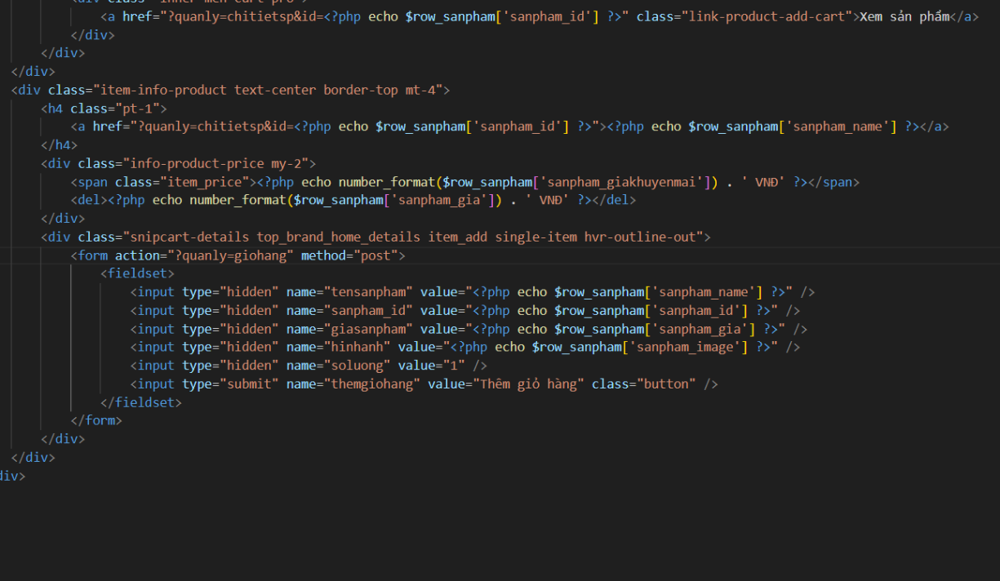 <div class="inner-men-cart-pro">
<a href="?quanly=chitietsp&id=<?php echo $row_sanpham['sanpham_id'] ?>" class="link-product-add-cart">Xem sản phẩm</a>
</div>
</div>
</div>
<div class="item-info-product text-center border-top mt-4">
<h4 class="pt-1">
<a href="?quanly=chitietsp&id=<?php echo $row_sanpham['sanpham_id'] ?>"><?php echo $row_sanpham['sanpham_name'] ?></a>
</h4>
<div class="info-product-price my-2">
<span class="item_price"><?php echo number_format($row_sanpham['sanpham_giakhuyenmai']) . ' VNĐ' ?></span>
<del><?php echo number_format($row_sanpham['sanpham_gia']) . ' VNĐ' ?></del>
</div>
<div class="snipcart-details top_brand_home_details item_add single-item hvr-outline-out">
<form action="?quanly=giohang" method="post">
<fieldset>
<input type="hidden" name="tensanpham" value="<?php echo $row_sanpham['sanpham_name'] ?>" />
<input type="hidden" name="sanpham_id" value="<?php echo $row_sanpham['sanpham_id'] ?>" />
<input type="hidden" name="giasanpham" value="<?php echo $row_sanpham['sanpham_gia'] ?>" />
<input type="hidden" name="hinhanh" value="<?php echo $row_sanpham['sanpham_image'] ?>" />
<input type="hidden" name="soluong" value="1" />
<input type="submit" name="themgiohang" value="Thêm giỏ hàng" class="button" />
</fieldset>
</form>
</div>
</div>
div>